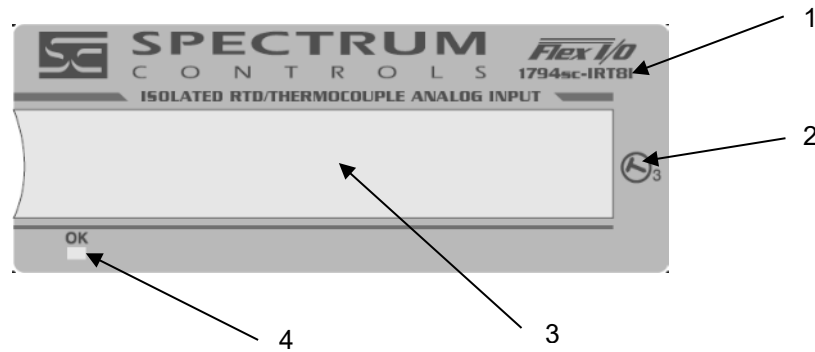 1
SPECTRUM
CONTROLS
Flex I/O
1794sc-IRT8I
ISOLATED RTD/THERMOCOUPLE ANALOG INPUT
2
3
OK
3
4